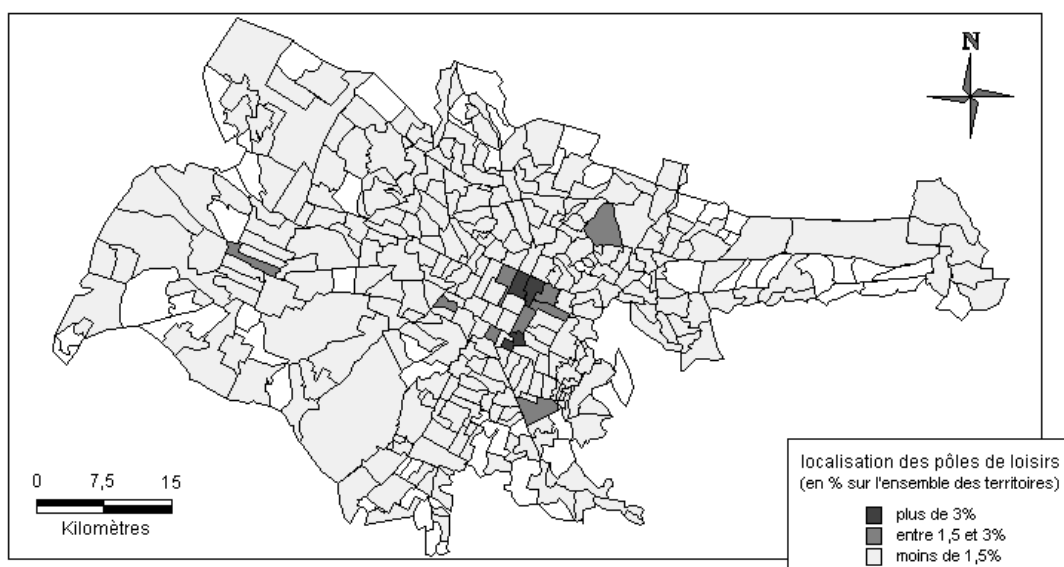 N
0 7,5 15
Kilomètres
localisation des pôles de loisirs
(en % sur l'ensemble des territoires)
plus de 3%
entre 1,5 et 3%
moins de 1,5%